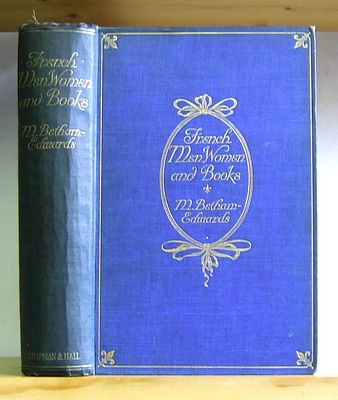 French
Men, Women
and Books
M. Betham-
Edwards
CHAPMAN & HALL
French
Men, Women
and Books
M. Betham-
Edwards